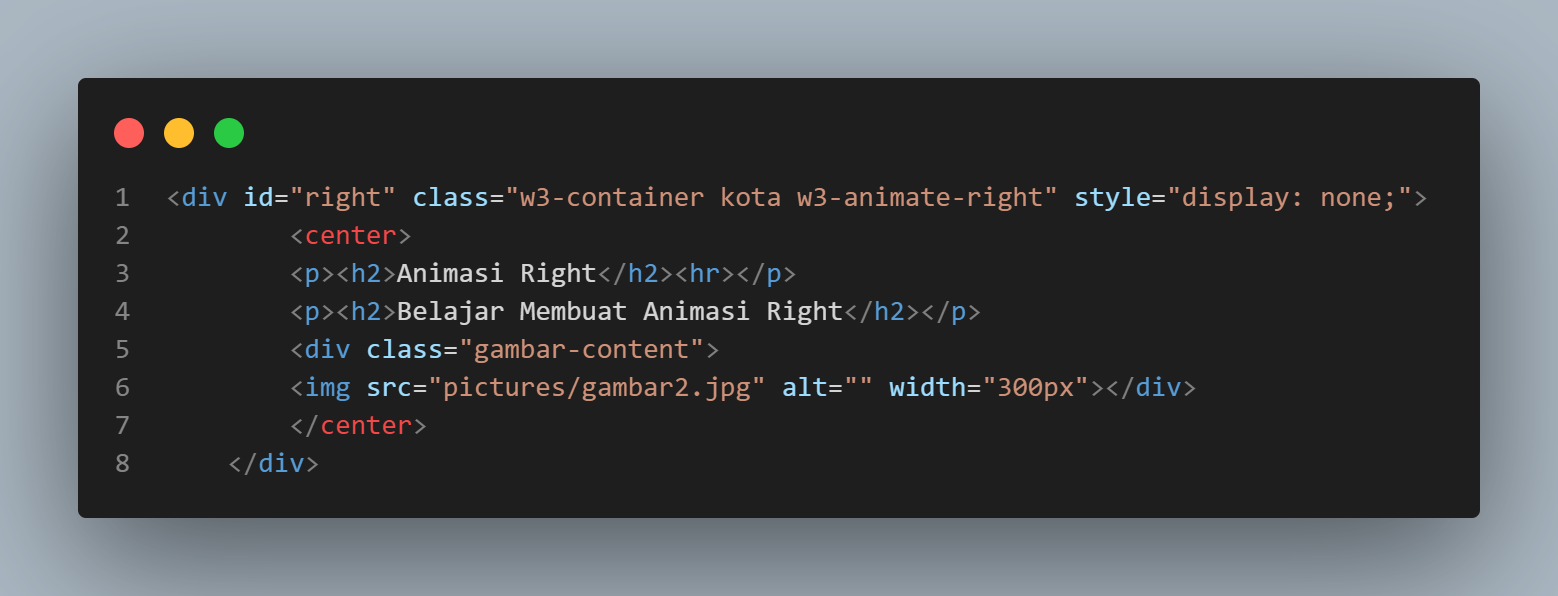 1 <div id="right" class="w3-container kota w3-animate-right" style="display: none;">
2         <center>
3         <p><h2>Animasi Right</h2><hr></p>
4         <p><h2>Belajar Membuat Animasi Right</h2></p>
5         <div class="gambar-content">
6         <img src="pictures/gambar2.jpg" alt="" width="300px"></div>
7         </center>
8     </div>